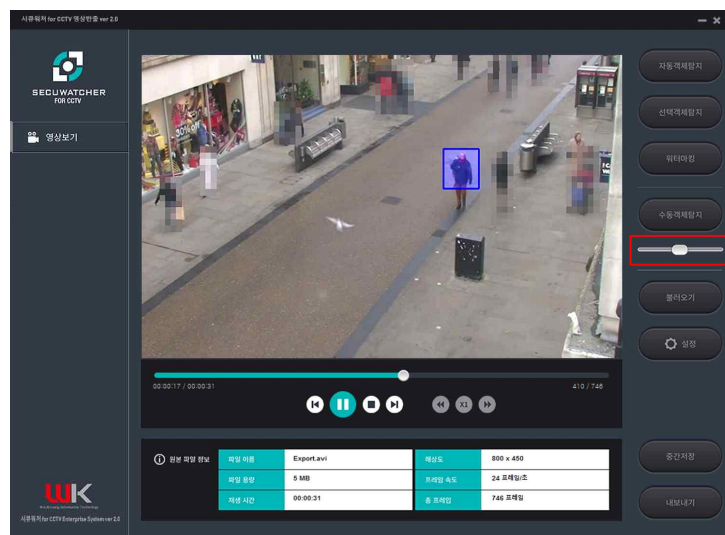 시큐워처 for CCTV 영상반출 ver 2.0
SECUWATCHER
FOR CCTV
영상보기
30% off
자동객체탐지
선택객체탐지
워터마킹
수동객체탐지
불러오기
설정
00:00:17 / 00:00:31
410 / 746
X1
원본 파일 정보
파일 이름 Export.avi 해상도 800 x 450
파일 용량 5 MB 프레임 속도 24 프레임/초
재생 시간 00:00:31 총 프레임 746 프레임
중간저장
내보내기
WK
시큐워처 for CCTV Enterprise System ver 2.0